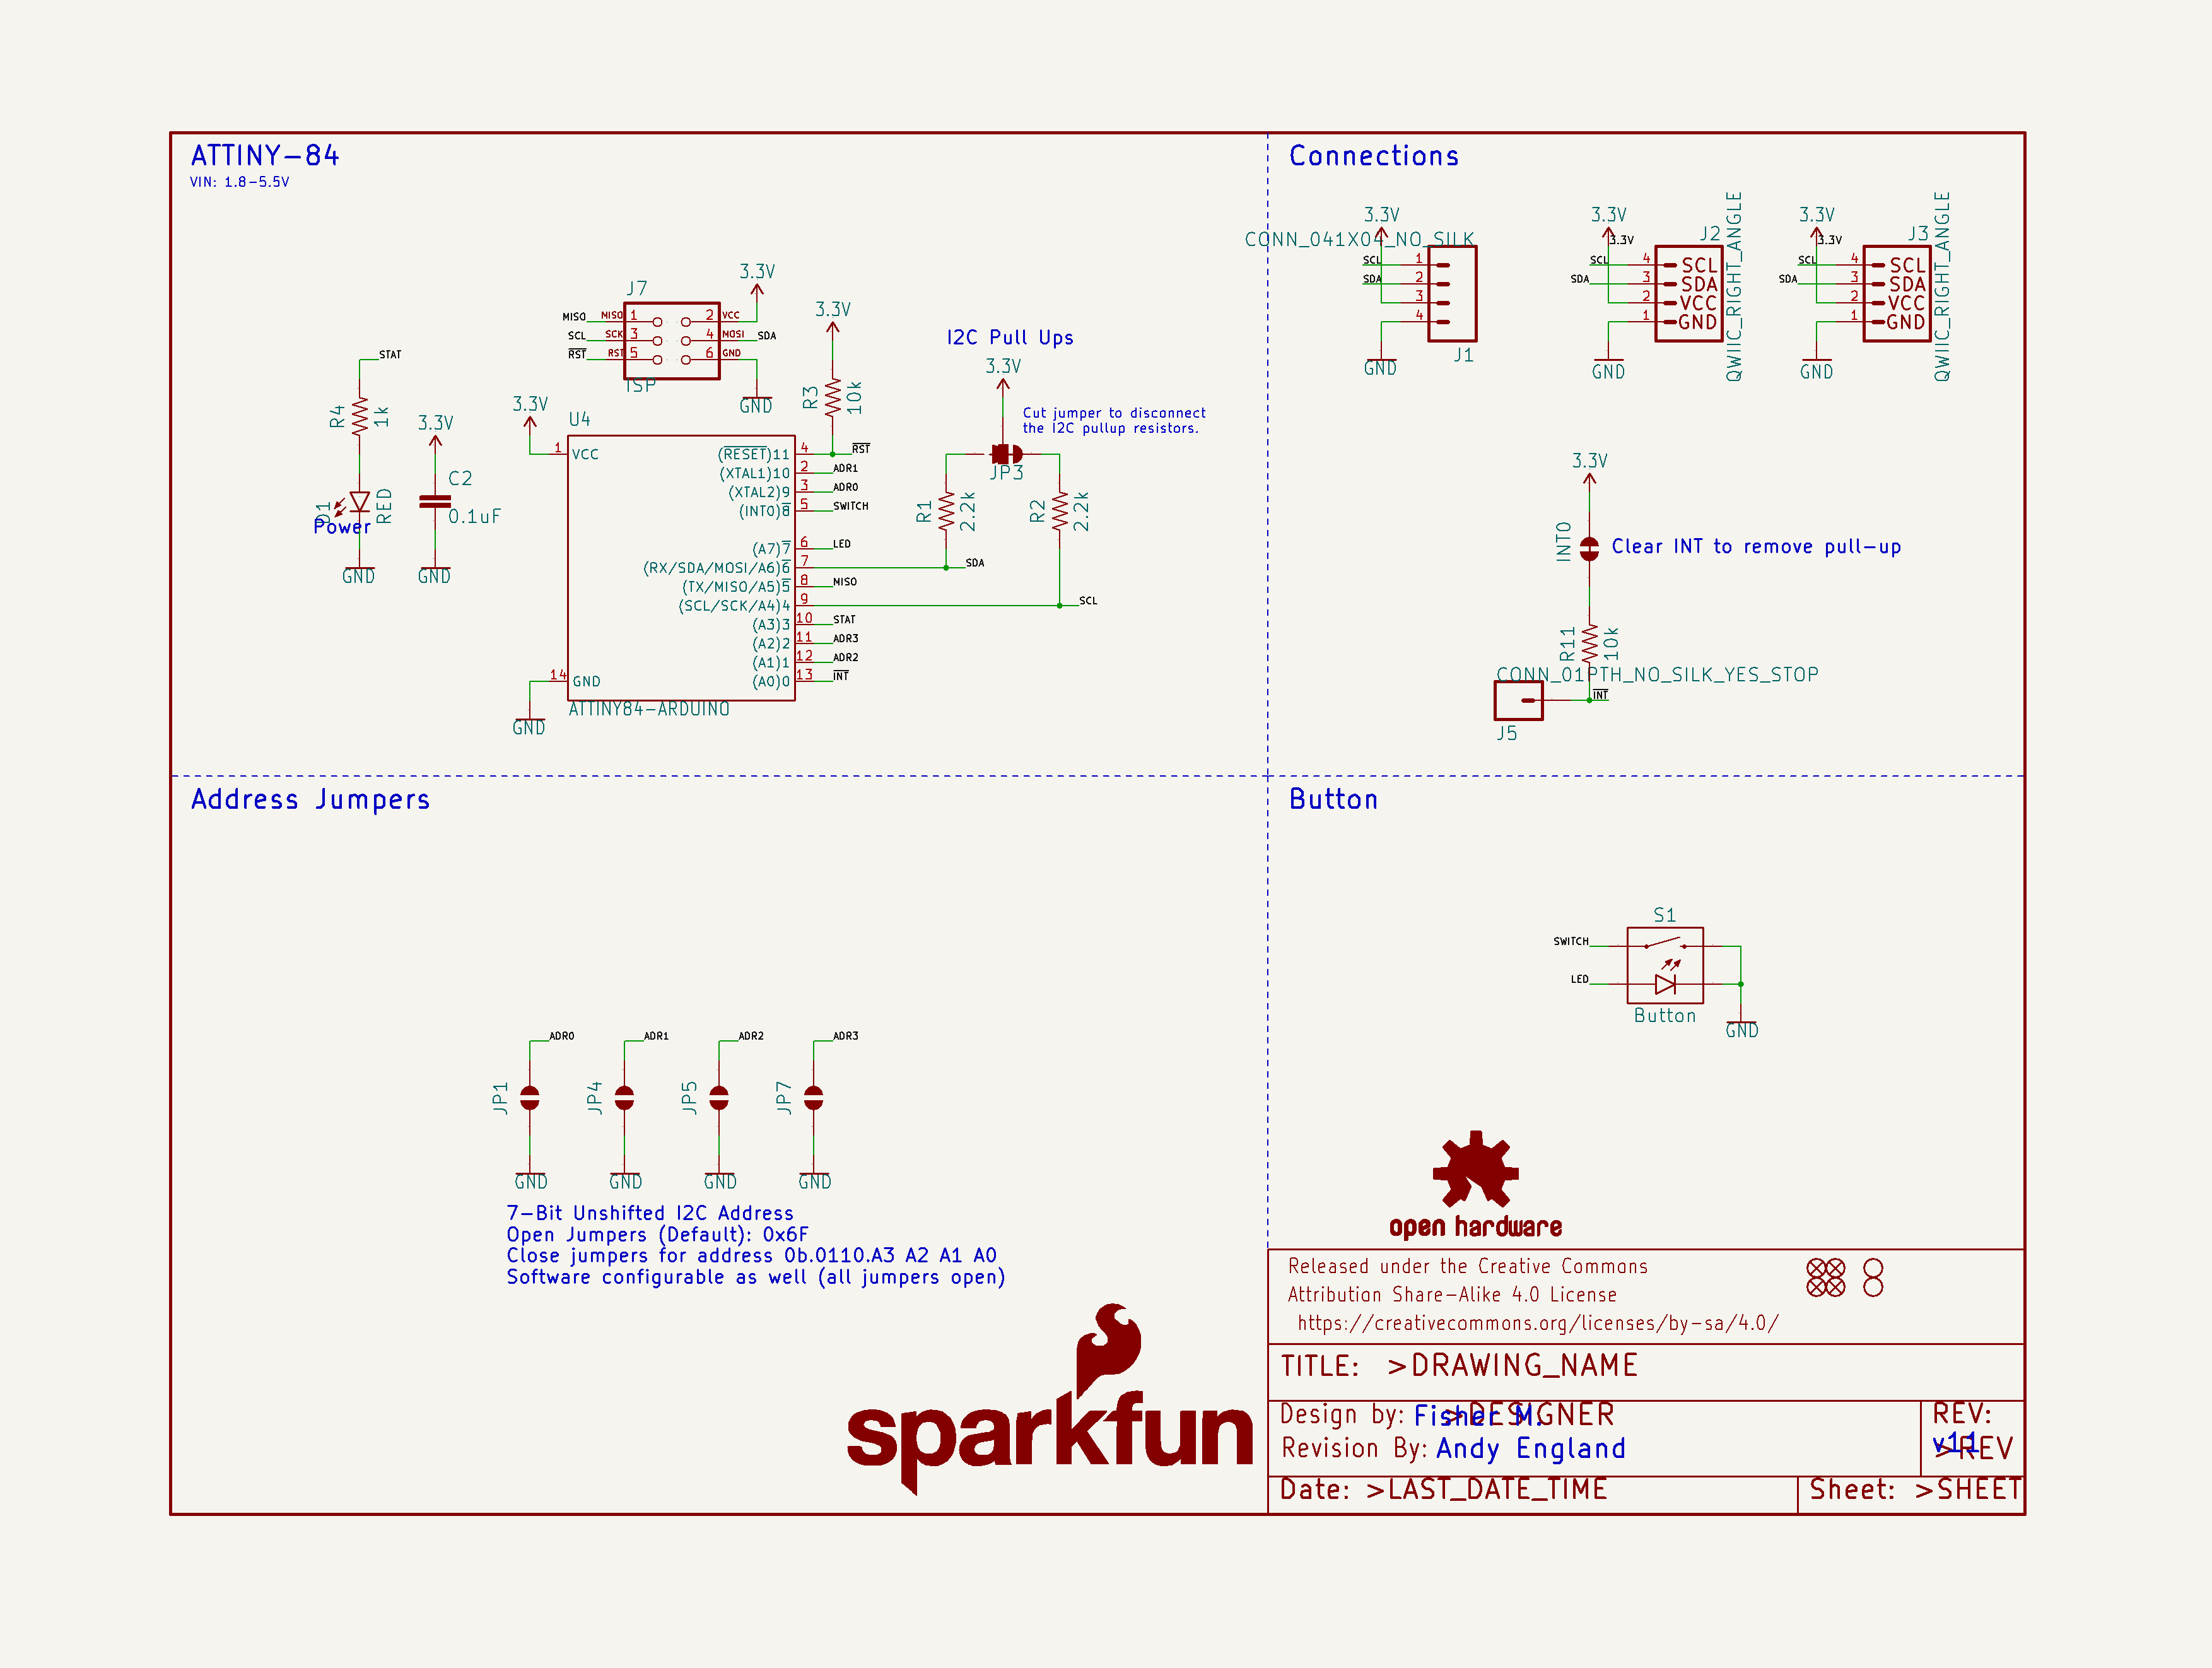 ATTINY-84
VIN: 1.8-5.5V
STAT
R4
1k
D1
RED
Power
GND
3.3V
C2
0.1uF
GND
J7
3.3V
MISO MISO 1 2 VCC
SCL SCK 3 4 MOSI SDA
RST RST 5 6 GND
ISP
GND
3.3V
R3
10k
3.3V
U4
1 VCC
14 GND
GND
(RESET)11 4 RST
(XTAL1)10 2 ADR1
(XTAL2)9 3 ADR0
(INT0)8 5 SWITCH
(A7)7 6 LED
(RX/SDA/MOSI/A6)6 7 SDA
(TX/MISO/A5)5 8 MISO
(SCL/SCK/A4)4 9 SCL
(A3)3 10 STAT
(A2)2 11 ADR3
(A1)1 12 ADR2
(A0)0 13 INT
ATTINY84-ARDUINO
I2C Pull Ups
3.3V
Cut jumper to disconnect
the I2C pullup resistors.
JP3
R1
2.2k
R2
2.2k
Connections
3.3V
CONN_041X04_NO_SILK
SCL 1
SDA 2
3
4
GND
J1
3.3V
3.3V
J2
SCL 4 SCL
SDA 3 SDA
2 VCC
1 GND
GND
QWIIC_RIGHT_ANGLE
3.3V
3.3V
J3
SCL 4 SCL
SDA 3 SDA
2 VCC
1 GND
GND
QWIIC_RIGHT_ANGLE
3.3V
INT0
Clear INT to remove pull-up
R11
10k
CONN_01PTH_NO_SILK_YES_STOP
INT
J5
Address Jumpers
ADR0 ADR1 ADR2 ADR3
JP1 JP4 JP5 JP7
GND GND GND GND
7-Bit Unshifted I2C Address
Open Jumpers (Default): 0x6F
Close jumpers for address 0b.0110.A3 A2 A1 A0
Software configurable as well (all jumpers open)
Button
S1
SWITCH
LED
Button
GND
open hardware
sparkfun
Released under the Creative Commons
Attribution Share-Alike 4.0 License
https://creativecommons.org/licenses/by-sa/4.0/
TITLE: >DRAWING_NAME
Design by: Fisher M. >DESIGNER
Revision By: Andy England
REV:
v11
>REV
Date: >LAST_DATE_TIME
Sheet: >SHEET